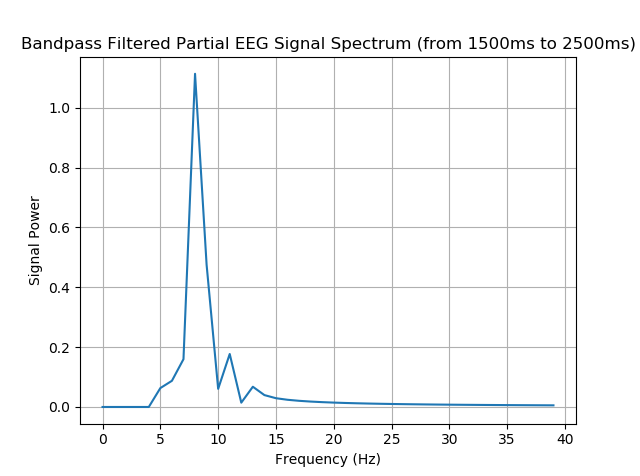 Bandpass Filtered Partial EEG Signal Spectrum (from 1500ms to 2500ms)
1.0
0.8
0.6
0.4
0.2
0.0
Signal Power
0 5 10 15 20 25 30 35 40
Frequency (Hz)